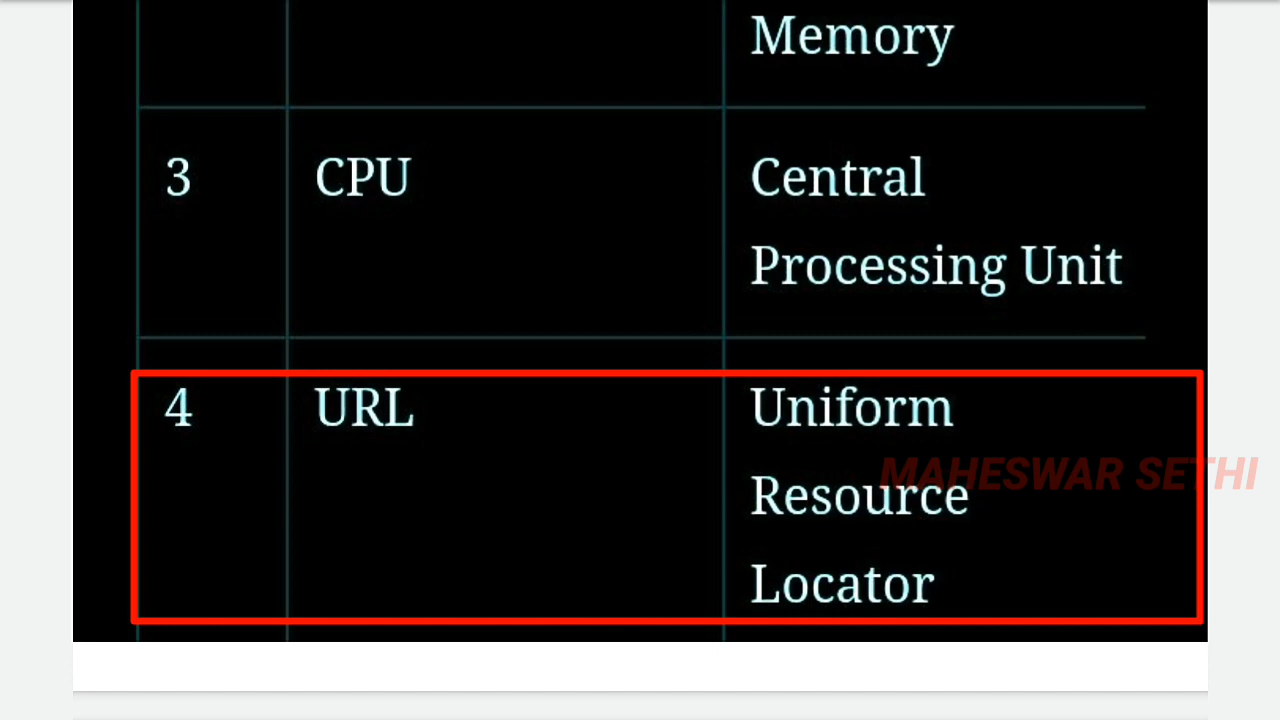 Memory
3 CPU Central
Processing Unit
4 URL Uniform
MAHESWAR SETHI
Resource
Locator